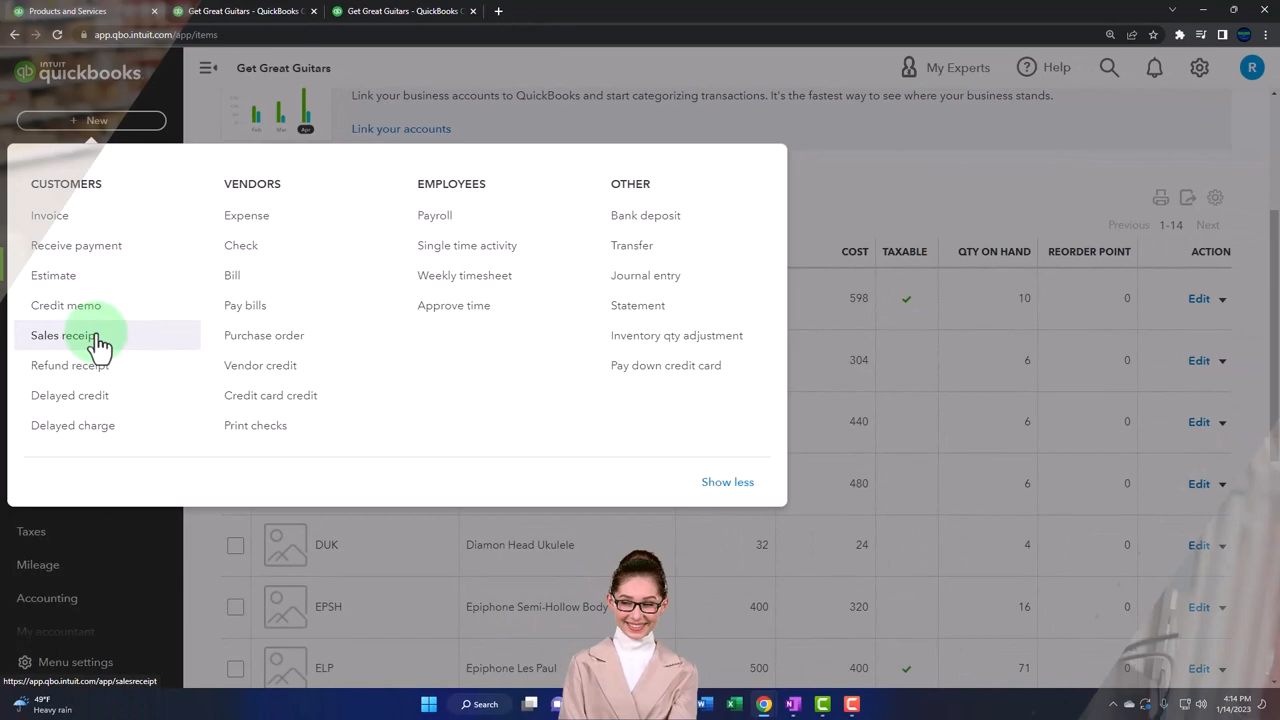 Products and Services
Get Great Guitars - QuickBooks
Get Great Guitars - QuickBooks
app.qbo.intuit.com/app/items
INTUIT
quickbooks
Get Great Guitars
My Experts
Help
R
+ New
Link your business accounts to QuickBooks and start categorizing transactions. It's the fastest way to see where your business stands.
Feb Mar Apr
Link your accounts
CUSTOMERS
Invoice
Receive payment
Estimate
Credit memo
Sales receipt
Refund receipt
Delayed credit
Delayed charge
VENDORS
Expense
Check
Bill
Pay bills
Purchase order
Vendor credit
Credit card credit
Print checks
EMPLOYEES
Payroll
Single time activity
Weekly timesheet
Approve time
OTHER
Bank deposit
Transfer
Journal entry
Statement
Inventory qty adjustment
Pay down credit card
Show less
Previous 1-14 Next
COST TAXABLE QTY ON HAND REORDER POINT ACTION
598 10 0 Edit
304 6 0 Edit
440 6 0 Edit
480 6 0 Edit
DUK Diamon Head Ukulele 32 24 4 0 Edit
EPSH Epiphone Semi-Hollow Body 400 320 16 0 Edit
ELP Epiphone Les Paul 500 400 71 0 Edit
Taxes
Mileage
Accounting
My accountant
Menu settings
https://app.qbo.intuit.com/app/salesreceipt
49°F
Heavy rain
Search
4:14 PM
1/14/2023